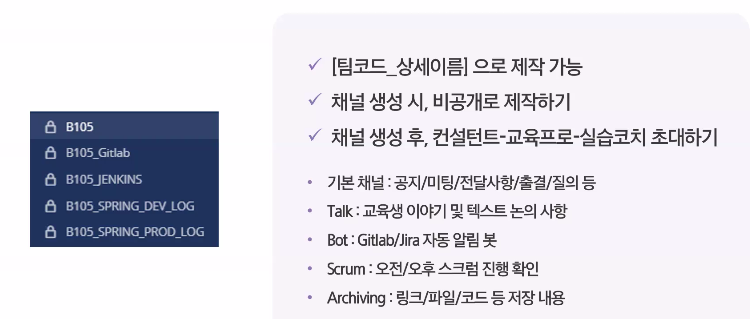 B105
B105_Gitlab
B105_JENKINS
B105_SPRING_DEV_LOG
B105_SPRING_PROD_LOG
✓ [팀코드_상세이름] 으로 제작 가능
✓ 채널 생성 시, 비공개로 제작하기
✓ 채널 생성 후, 컨설턴트-교육프로-실습코치 초대하기
• 기본 채널 : 공지/미팅/전달사항/출결/질의 등
• Talk : 교육생 이야기 및 텍스트 논의 사항
• Bot : Gitlab/Jira 자동 알림 봇
• Scrum : 오전/오후 스크럼 진행 확인
• Archiving : 링크/파일/코드 등 저장 내용